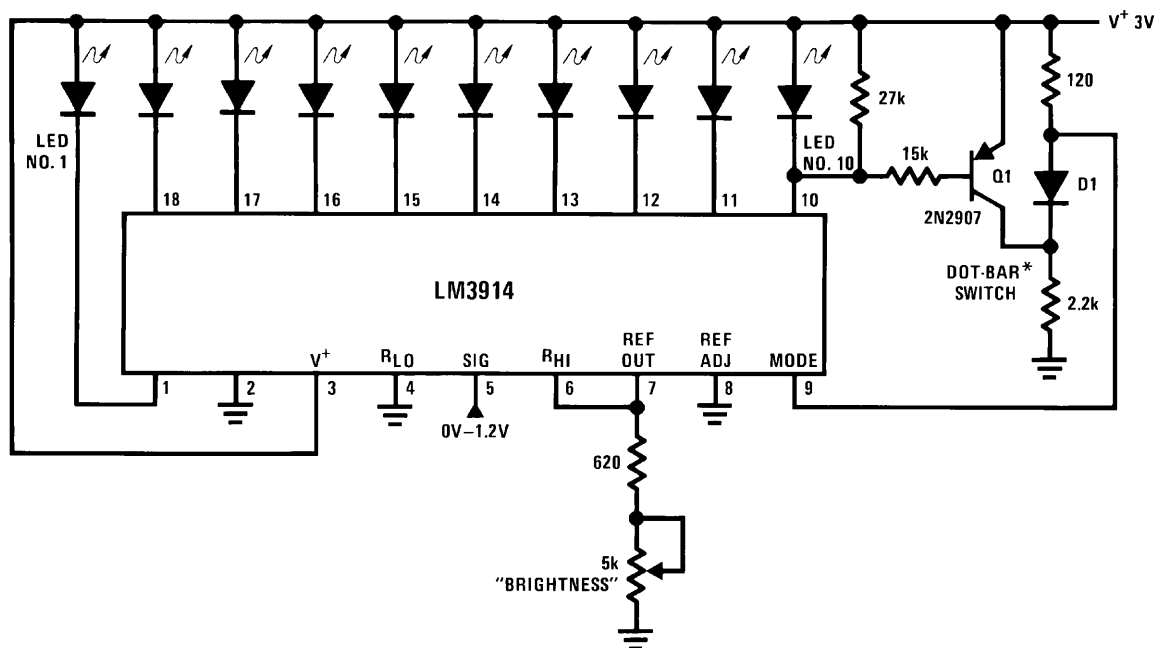 V+ 3V
120
27k
LED
NO. 1
LED
NO. 10
15k
Q1
D1
18
17
16
15
14
13
12
11
10
2N2907
LM3914
DOT-BAR*
SWITCH
2.2k
V+
RLO
SIG
RHI
REF
OUT
REF
ADJ
MODE
1
2
3
4
5
6
7
8
9
0V–1.2V
620
5k
"BRIGHTNESS"